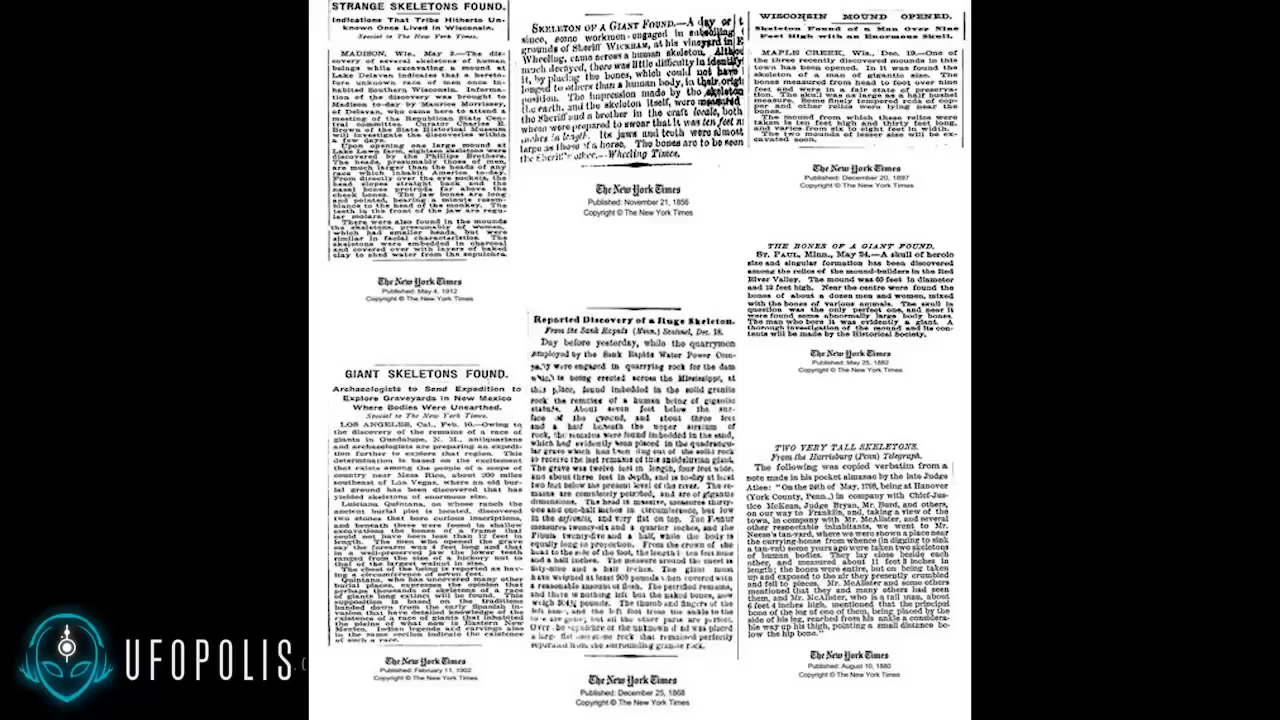 STRANGE SKELETONS FOUND.
Indications That Tribe Hitherto Un-
known Once Lived in Wisconsin.
Special to The New York Times.
MADISON, Wis., May 3.—The dis-
covery of several skeletons of human
beings while excavating a mound at
Lake Delavan indicates that a hereto-
fore unknown race of men once in-
habited Southern Wisconsin. Informa-
tion of the discovery was brought to
Madison to-day by Maurice Morrissey,
of Delavan, who came here to attend a
meeting of the Republican State Cen-
tral committee. Curator Charles E.
Brown of the State Historical Museum
will investigate the discoveries within
a few days.
Upon opening one large mound at
Lake Lawn farm, eighteen skeletons were
discovered by the Phillips Brothers.
The heads, presumably those of men,
are much larger than the heads of any
race which inhabit America to-day.
From directly over the eye sockets, the
head slopes straight back and the
nasal bones protrude far above the
cheek bones. The jaw bones are long
and pointed, bearing a minute resem-
blance to the head of the monkey. The
teeth in the front of the jaw are regu-
lar molars.
There were also found in the mounds
the skeletons, presumably of women,
which had smaller heads, but were
similar in facial characteristics. The
skeletons were embedded in charcoal
and covered over with layers of baked
clay to shed water from the sepulchre.
The New York Times
Published: May 4, 1912
Copyright © The New York Times
GIANT SKELETONS FOUND.
Archaeologists to Send Expedition to
Explore Graveyards in New Mexico
Where Bodies Were Unearthed.
Special to The New York Times.
LOS ANGELES, Cal., Feb. 10.—Owing to
the discovery of the remains of a race of
giants in Guadalupe, N. M., antiquarians
and archaeologists are preparing an expedi-
tion further to explore that region. This
determination is based on the excitement
that exists among the people of a scope of
country near Mesa Rico, about 200 miles
southeast of Las Vegas, where an old bur-
ial ground has been discovered that has
yielded skeletons of enormous size.
Luiciana Quintana, on whose ranch the
ancient burial plot is located, discovered
two stones that bore curious inscriptions,
and beneath these were found in shallow
excavations the bones of a frame that
could not have been less than 12 feet in
length. The men who opened the grave
say the forearm was 4 feet long and that
in a well-preserved jaw the lower teeth
ranged from the size of a hickory nut to
that of the largest walnut in size.
The chest of the being is reported as hav-
ing a circumference of seven feet.
Quintana, who has uncovered many other
burial places, expresses the opinion that
perhaps thousands of skeletons of a race
of giants long extinct will be found. This
supposition is based on the traditions
handed down from the early Spanish in-
vasion that have detailed knowledge of the
existence of a race of giants that inhabited
the plains of what now is Eastern New
Mexico. Indian legends and carvings also
in the same section indicate the existence
of such a race.
The New York Times
Published: February 11, 1902
Copyright © The New York Times
SKELETON OF A GIANT FOUND.—A day or t
since, some workmen engaged in subsoiling
grounds of Sheriff WICKHAM, at his vineyard in E
Wheeling, came across a human skeleton. Altho
much decayed, there was little difficulty in identify
it, by placing the bones, which could not have
longed to others than a human body, in their origi
position. The impression made by the skeleton
the earth, and the skeleton itself, were measured
the Sheriff and a brother in the craft locale, both
whom were prepared to swear that it was ten feet ni
inches in length. Its jaws and teeth were almost
large as those of a horse. The bones are to be seen
the Sheriff's office.—Wheeling Times.
The New York Times
Published: November 21, 1856
Copyright © The New York Times
Reported Discovery of a Huge Skeleton.
From the Sauk Rapids (Minn.) Sentinel, Dec. 18.
Day before yesterday, while the quarrymen
employed by the Sauk Rapids Water Power Com-
pany were engaged in quarrying rock for the dam
which is being erected across the Mississippi, at
this place, found imbedded in the solid granite
rock the remains of a human being of gigantic
stature. About seven feet below the sur-
face of the ground, and about three feet
and a half beneath the upper stratum of
rock, the remains were found imbedded in the sand,
which had evidently been placed in the quadrangu-
lar grave which had been dug out of the solid rock
to receive the last remains of this antediluvian giant.
The grave was twelve feet in length, four feet wide,
and about three feet in depth, and is to-day at least
two feet below the present level of the river. The re-
mains are completely petrified, and are of gigantic
dimensions. The head is massive, measures thirty-
one and one-half inches in circumference, but low
in the and very flat on top. The Femur
measures twenty-six and a quarter inches, and the
Fibula twenty-five and a half, while the body is
equally long in proportion. From the crown of the
head to the sole of the foot, the length is ten feet nine
and a half inches. The measure around the chest is
fifty-nine and a half inches. The giant must
have weighed at least 900 pounds when covered with
a reasonable amount of flesh. The petrified remains,
and there is nothing left but the naked bones, now
weigh pounds. The thumb and fingers of the
left hand, and the left foot from the ankle to the
toes are gone; but all the other parts are perfect.
Over the sepulchre of the unknown dead was placed
a large flat limestone rock that remained perfectly
separated from the surrounding granite rock.
The New York Times
Published: December 25, 1868
Copyright © The New York Times
WISCONSIN MOUND OPENED.
Skeleton Found of a Man Over Nine
Feet High with an Enormous Skull.
MAPLE CREEK, Wis., Dec. 19.—One of
the three recently discovered mounds in this
town has been opened. In it was found the
skeleton of a man of gigantic size. The
bones measured from head to foot over nine
feet and were in a fair state of preserva-
tion. The skull was as large as a half bushel
measure. Some finely tempered rods of cop-
per and other relics were lying near the
bones.
The mound from which these relics were
taken is ten feet high and thirty feet long,
and varies from six to eight feet in width.
The two mounds of lesser size will be ex-
cavated soon.
The New York Times
Published: December 20, 1897
Copyright © The New York Times
THE BONES OF A GIANT FOUND.
ST. PAUL, Minn., May 24.—A skull of heroic
size and singular formation has been discovered
among the relics of the mound-builders in the Red
River Valley. The mound was 60 feet in diameter
and 12 feet high. Near the centre were found the
bones of about a dozen men and women, mixed
with the bones of various animals. The skull in
question was the only perfect one, and near it
were found some abnormally large body bones.
The man who bore it was evidently a giant. A
thorough investigation of the mound and its con-
tents will be made by the Historical Society.
The New York Times
Published: May 25, 1882
Copyright © The New York Times
TWO VERY TALL SKELETONS.
From the Harrisburg (Penn) Telegraph.
The following was copied verbatim from a
note made in his pocket almanac by the late Judge
Atlee: "On the 24th of May, 1798, being at Hanover
(York County, Penn.,) in company with Chief-Jus-
tice McKean, Judge Bryan, Mr. Burd, and others,
on our way to Franklin, and, taking a view of the
town, in company with Mr. McAlister, and several
other respectable inhabitants, we went to Mr.
Neese's tan-yard, where we were shown a place near
the currying-house from whence (in digging to sink
a tan-vat) some years ago were taken two skeletons
of human bodies. They lay close beside each
other, and measured about 11 feet 3 inches in
length; the bones were entire, but on being taken
up and exposed to the air they presently crumbled
and fell to pieces. Mr. McAlister and some others
mentioned that they and many others had seen
them, and Mr. McAlister, who is a tall man, about
6 feet 4 inches high, mentioned that the principal
bone of the leg of one of them, being placed by the
side of his leg, reached from his ankle a considera-
ble way up his thigh, pointing a small distance be-
low the hip bone."
The New York Times
Published: August 10, 1880
Copyright © The New York Times
UFOPOLIS.